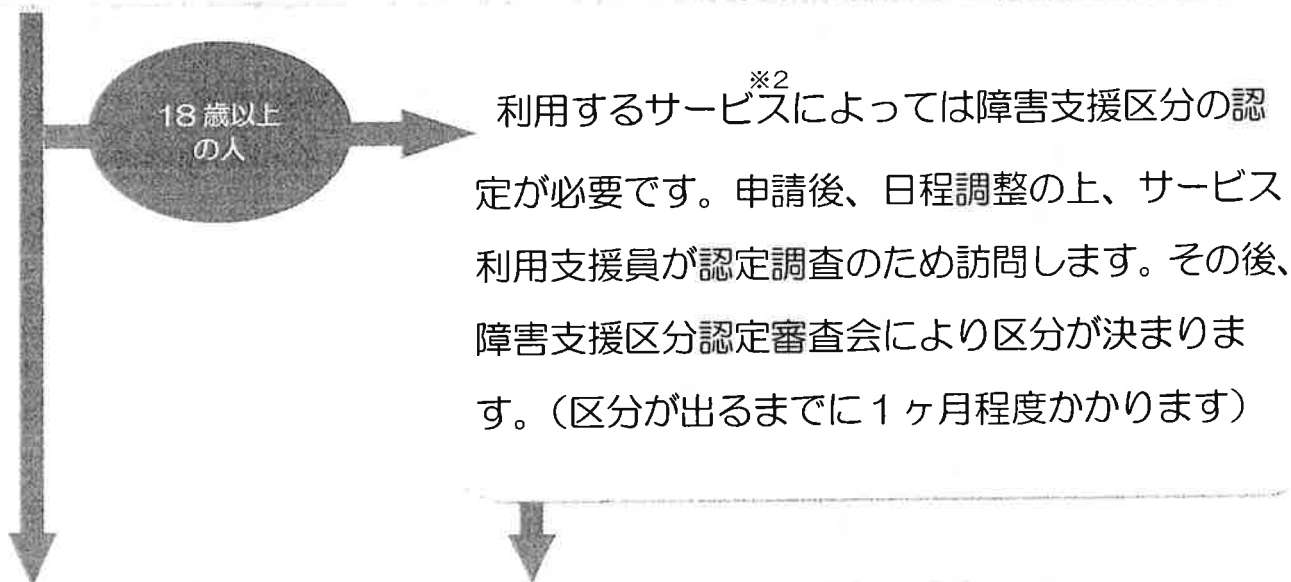 18歳以上
の人
※2
利用するサービスによっては障害支援区分の認
定が必要です。申請後、日程調整の上、サービス
利用支援員が認定調査のため訪問します。その後、
障害支援区分認定審査会により区分が決まりま
す。（区分が出るまでに1ヶ月程度かかります）